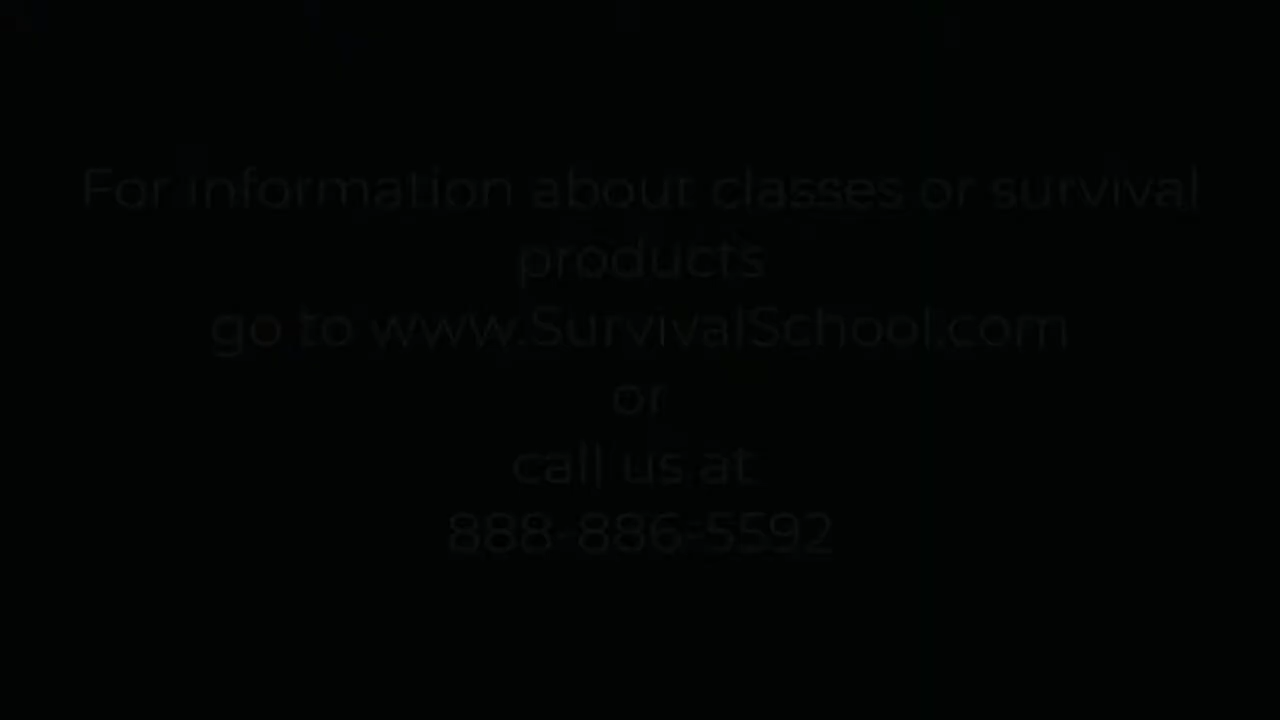 For information about classes or survival
products
go to www.SurvivalSchool.com
or
call us at
888-886-5592